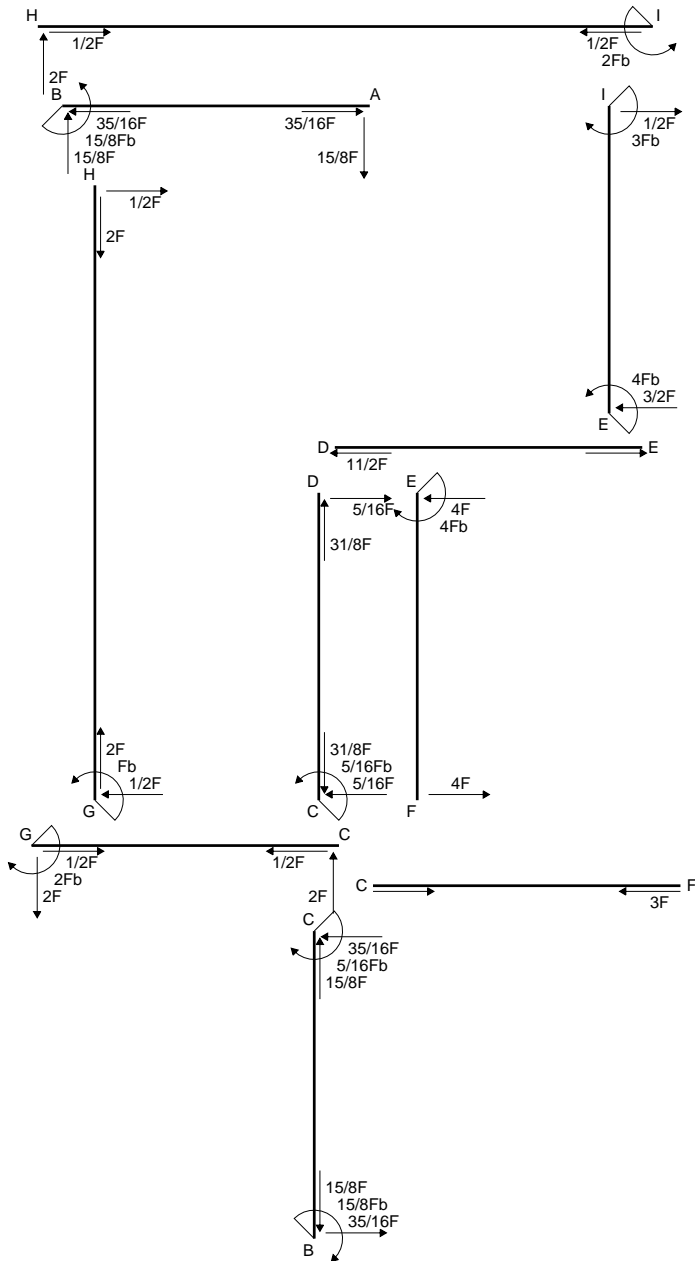 H
I
1/2F
1/2F
2Fb
2F
B
A
I
35/16F
35/16F
1/2F
15/8Fb
3Fb
15/8F
15/8F
H
1/2F
2F
4Fb
3/2F
E
D
E
11/2F
D
E
5/16F
4F
4Fb
31/8F
2F
31/8F
Fb
5/16Fb
1/2F
5/16F
4F
G
C
F
G
C
1/2F
1/2F
2Fb
C
F
2F
2F
3F
C
35/16F
5/16Fb
15/8F
15/8F
15/8Fb
35/16F
B